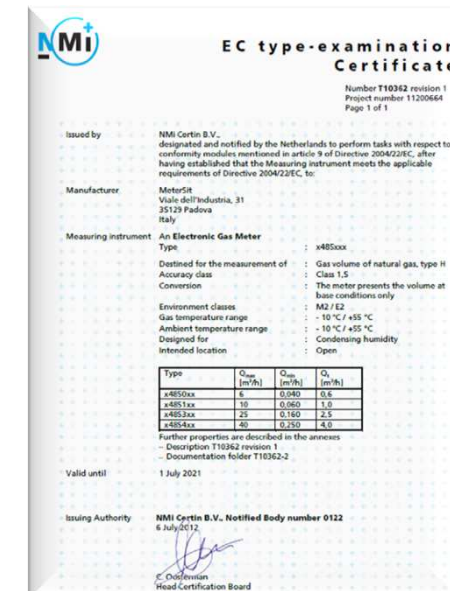 NMi
EC type-examination
Certificate
Number T10362 revision 1
Project number 11200664
Page 1 of 1
Issued by NMi Certin B.V.,
designated and notified by the Netherlands to perform tasks with respect to
conformity modules mentioned in article 9 of Directive 2004/22/EC, after
having established that the Measuring instrument meets the applicable
requirements of Directive 2004/22/EC, to:
Manufacturer MeterSit
Viale dell'Industria, 31
35129 Padova
Italy
Measuring instrument An Electronic Gas Meter
Type : x485xxx
Destined for the measurement of : Gas volume of natural gas, type H
Accuracy class : Class 1,5
Conversion : The meter presents the volume at
base conditions only
Environment classes : M2 / E2
Gas temperature range : - 10 °C / +55 °C
Ambient temperature range : - 10 °C / +55 °C
Designed for : Condensing humidity
Intended location : Open
Type Qmax [m³/h] Qmin [m³/h] Qt [m³/h]
x4850xx 6 0,040 0,6
x4851xx 10 0,060 1,0
x4853xx 25 0,160 2,5
x4854xx 40 0,250 4,0
Further properties are described in the annexes
– Description T10362 revision 1
– Documentation folder T10362-2
Valid until 1 July 2021
Issuing Authority NMi Certin B.V., Notified Body number 0122
6 July 2012
C. Oosterman
Head Certification Board